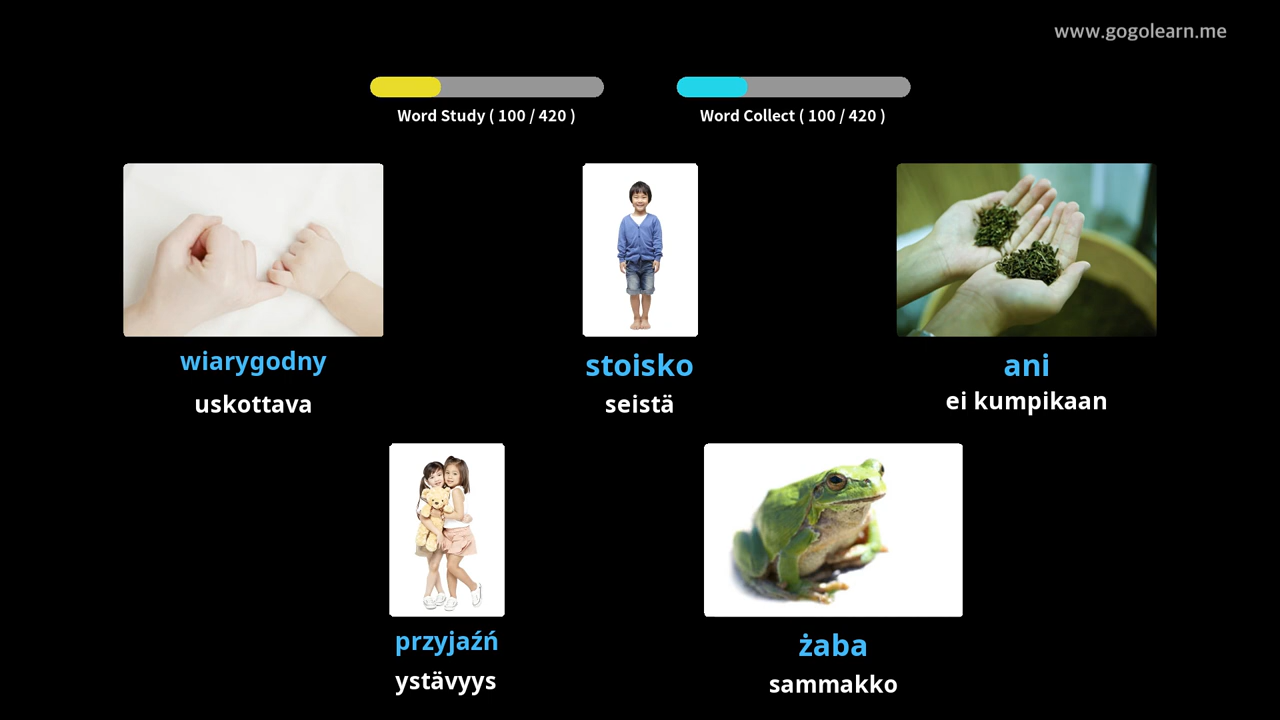 www.gogolearn.me
Word Study ( 100 / 420 )
Word Collect ( 100 / 420 )
wiarygodny
uskottava
stoisko
seistä
ani
ei kumpikaan
przyjaźń
ystävyys
żaba
sammakko